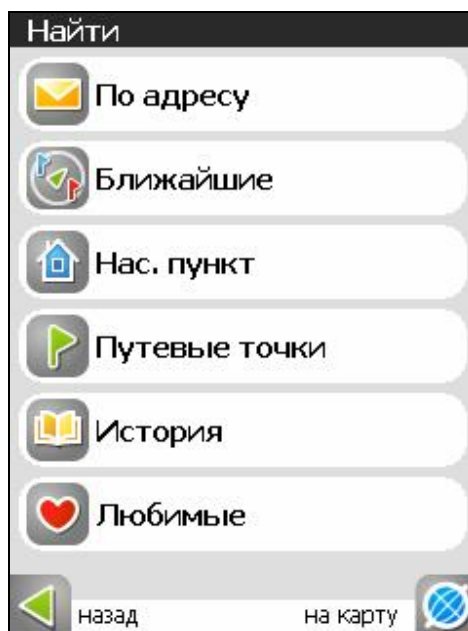 Найти
По адресу
Ближайшие
Нас. пункт
Путевые точки
История
Любимые
назад на карту